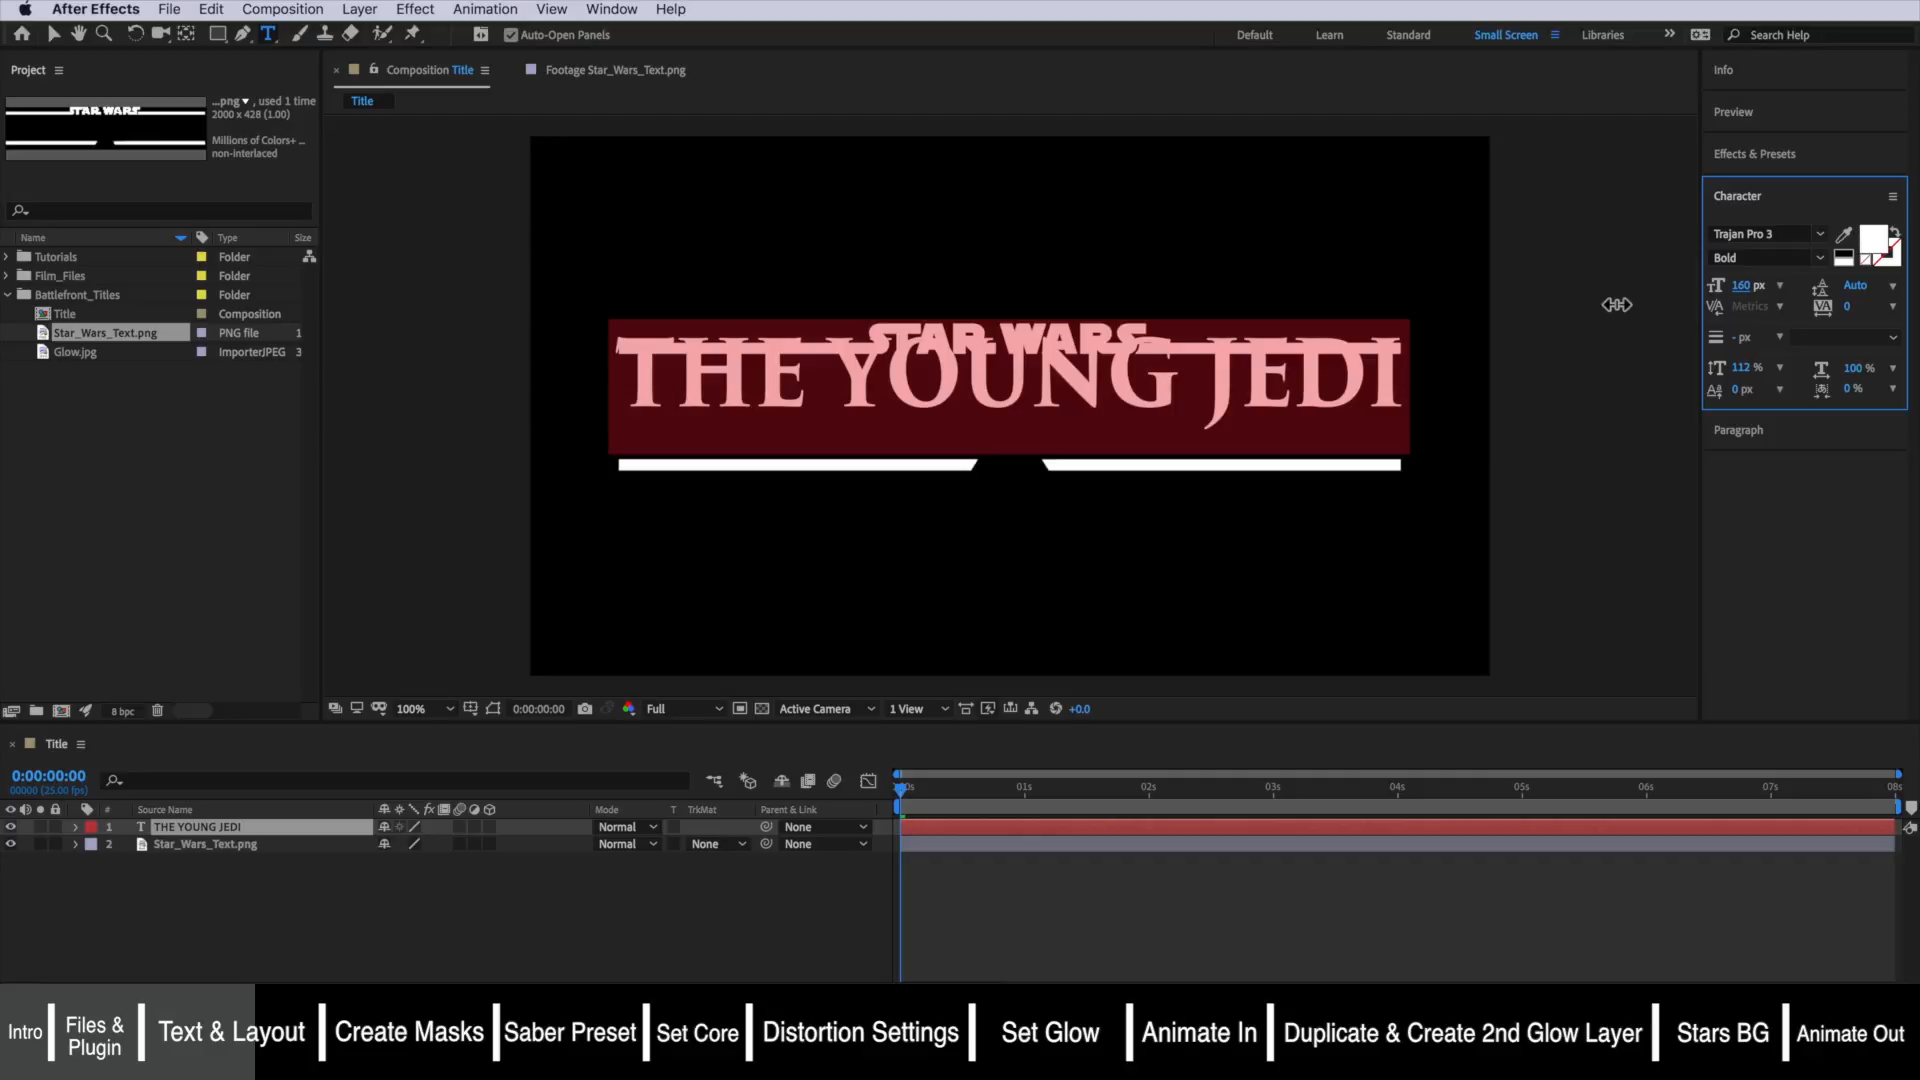 After Effects File Edit Composition Layer Effect Animation View Window Help
Auto-Open Panels Default Learn Standard Small Screen Libraries Search Help
Project
...png , used 1 time
2000 x 428 (1.00)
Millions of Colors+ ...
non-interlaced
STAR WARS
Name Type Size
Tutorials Folder
Film_Files Folder
Battlefront_Titles Folder
Title Composition
Star_Wars_Text.png PNG file 1
Glow.jpg ImporterJPEG 3
8 bpc
Composition Title Footage Star_Wars_Text.png
Title
STAR WARS
THE YOUNG JEDI
100% 0:00:00:00 Full Active Camera 1 View +0.0
Info
Preview
Effects & Presets
Character
Trajan Pro 3
Bold
160 px Auto
Metrics 0
- px
112 % 100 %
0 px 0 %
Paragraph
Title
0:00:00:00
00000 (25.00 fps)
# Source Name fx Mode T TrkMat Parent & Link
1 T THE YOUNG JEDI Normal None
2 Star_Wars_Text.png Normal None None
01s 02s 03s 04s 05s 06s 07s 08s
Intro Files & Plugin Text & Layout Create Masks Saber Preset Set Core Distortion Settings Set Glow Animate In Duplicate & Create 2nd Glow Layer Stars BG Animate Out